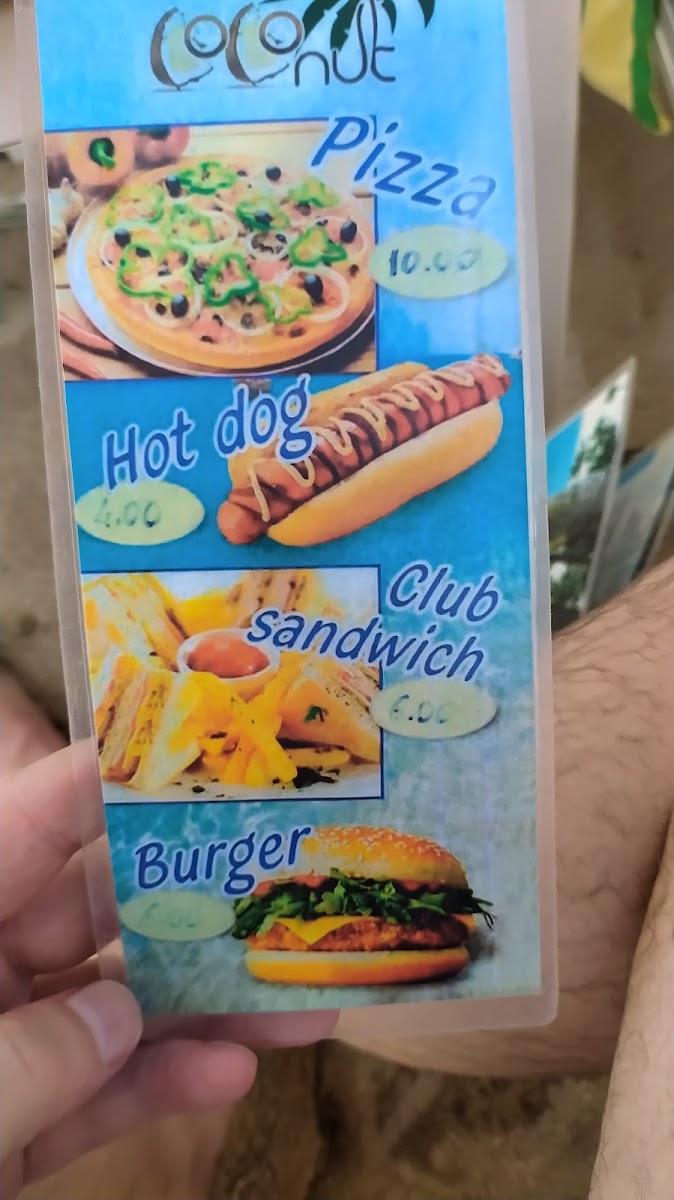 Coconut
Pizza
10.00
Hot dog
4.00
Club
sandwich
6.00
Burger